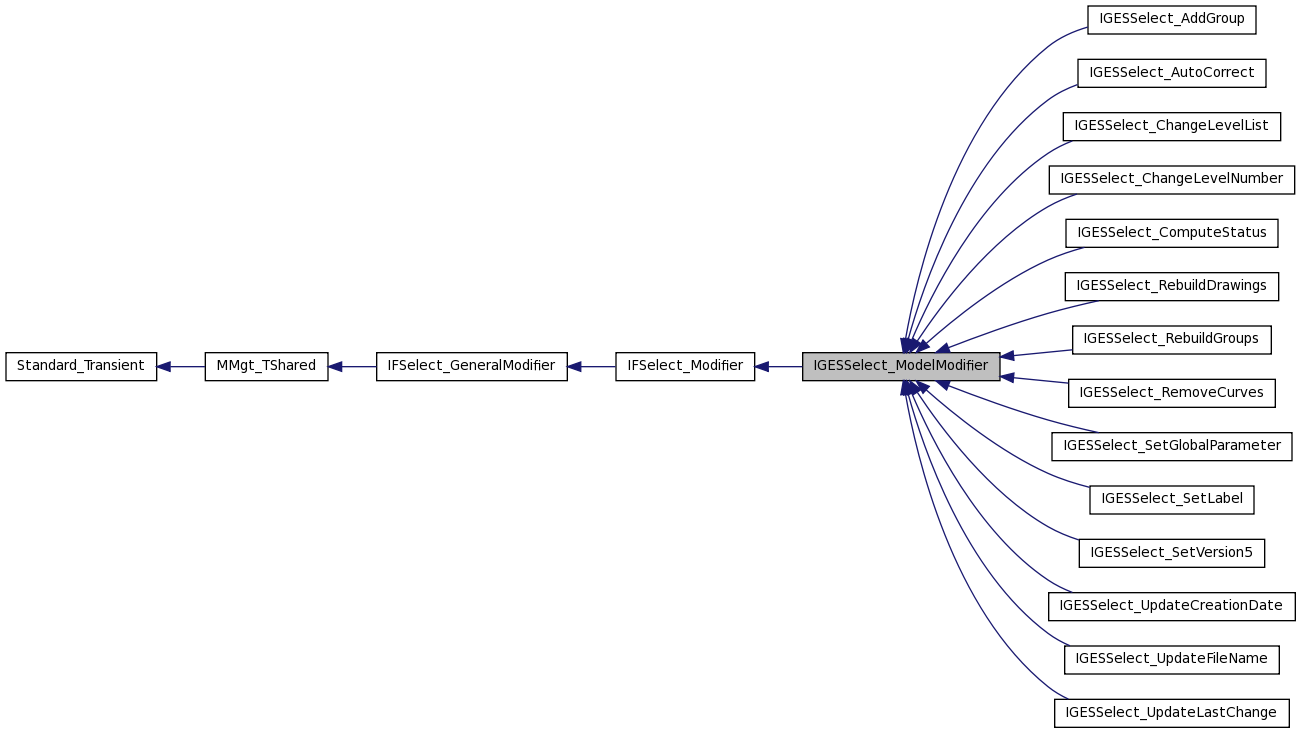 IGESSelect_AddGroup
IGESSelect_AutoCorrect
IGESSelect_ChangeLevelList
IGESSelect_ChangeLevelNumber
IGESSelect_ComputeStatus
IGESSelect_RebuildDrawings
IGESSelect_RebuildGroups
Standard_Transient
MMgt_TShared
IFSelect_GeneralModifier
IFSelect_Modifier
IGESSelect_ModelModifier
IGESSelect_RemoveCurves
IGESSelect_SetGlobalParameter
IGESSelect_SetLabel
IGESSelect_SetVersion5
IGESSelect_UpdateCreationDate
IGESSelect_UpdateFileName
IGESSelect_UpdateLastChange